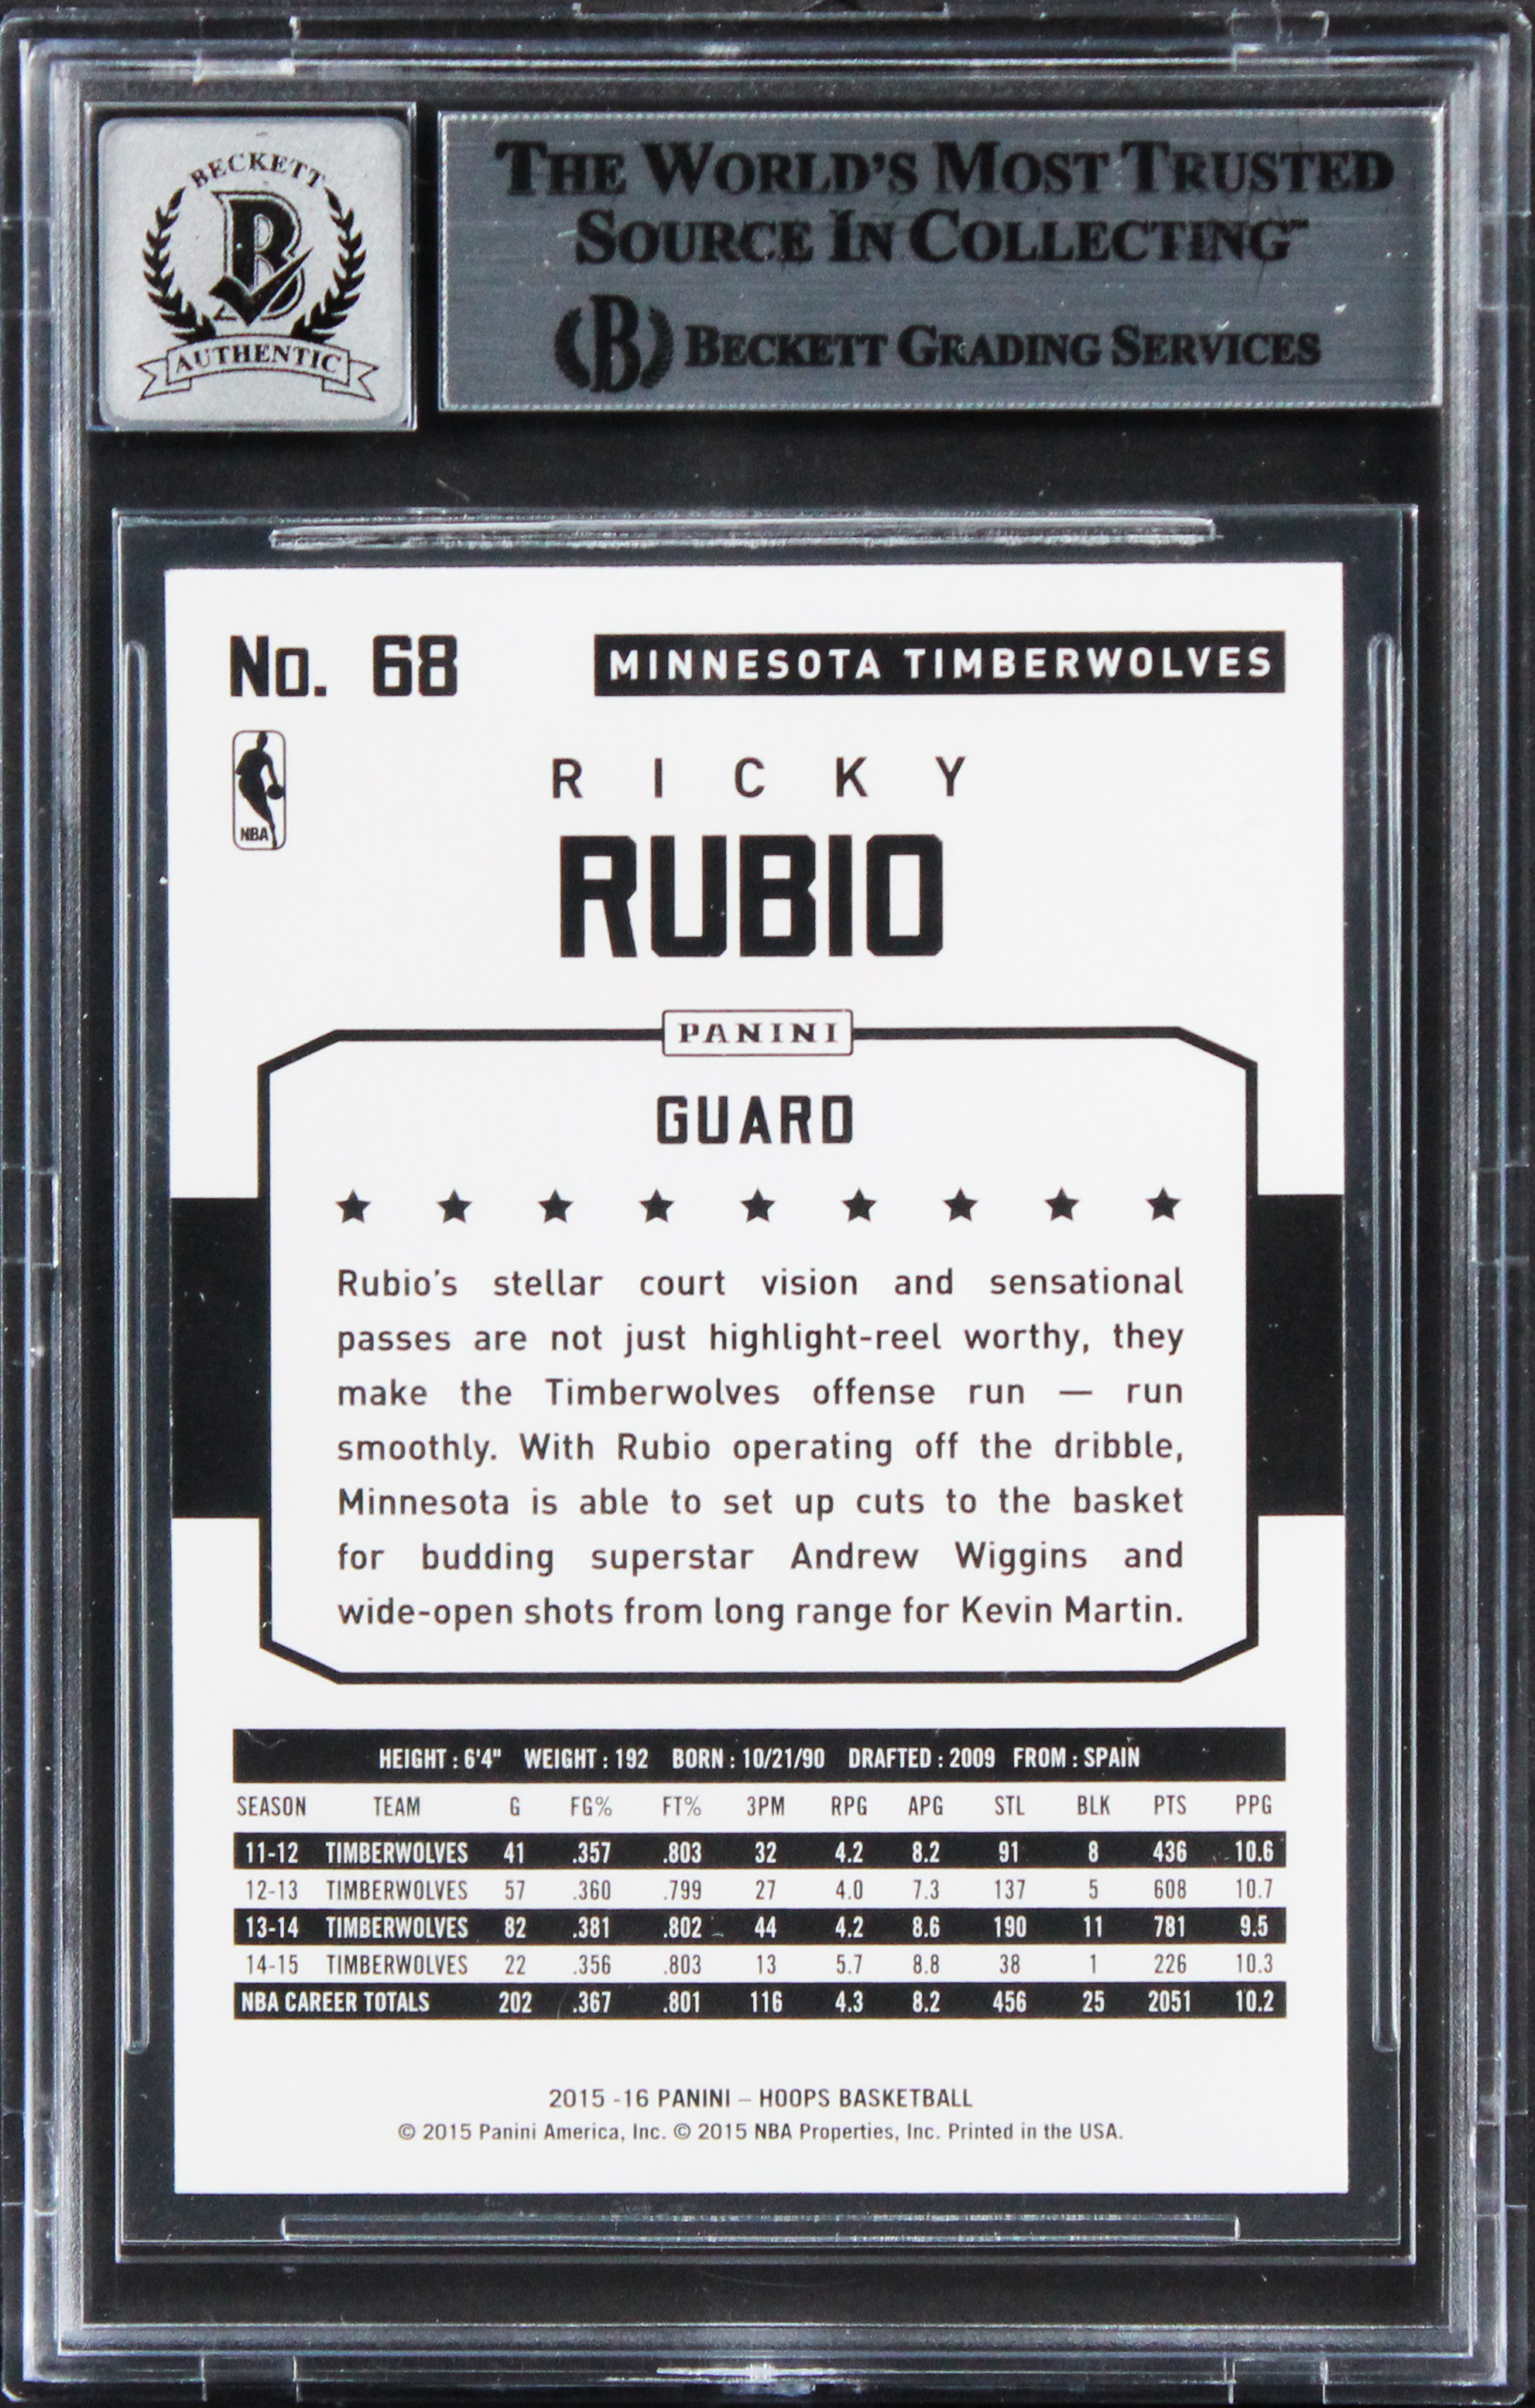 BECKETT
B
AUTHENTIC
THE WORLD'S MOST TRUSTED
SOURCE IN COLLECTING™
B BECKETT GRADING SERVICES
No. 68
MINNESOTA TIMBERWOLVES
NBA
RICKY
RUBIO
PANINI
GUARD
Rubio's stellar court vision and sensational
passes are not just highlight-reel worthy, they
make the Timberwolves offense run — run
smoothly. With Rubio operating off the dribble,
Minnesota is able to set up cuts to the basket
for budding superstar Andrew Wiggins and
wide-open shots from long range for Kevin Martin.
HEIGHT : 6'4" WEIGHT : 192 BORN : 10/21/90 DRAFTED : 2009 FROM : SPAIN
SEASON TEAM G FG% FT% 3PM RPG APG STL BLK PTS PPG
11-12 TIMBERWOLVES 41 .357 .803 32 4.2 8.2 91 8 436 10.6
12-13 TIMBERWOLVES 57 .360 .799 27 4.0 7.3 137 5 608 10.7
13-14 TIMBERWOLVES 82 .381 .802 44 4.2 8.6 190 11 781 9.5
14-15 TIMBERWOLVES 22 .356 .803 13 5.7 8.8 38 1 226 10.3
NBA CAREER TOTALS 202 .367 .801 116 4.3 8.2 456 25 2051 10.2
2015 -16 PANINI – HOOPS BASKETBALL
© 2015 Panini America, Inc. © 2015 NBA Properties, Inc. Printed in the USA.